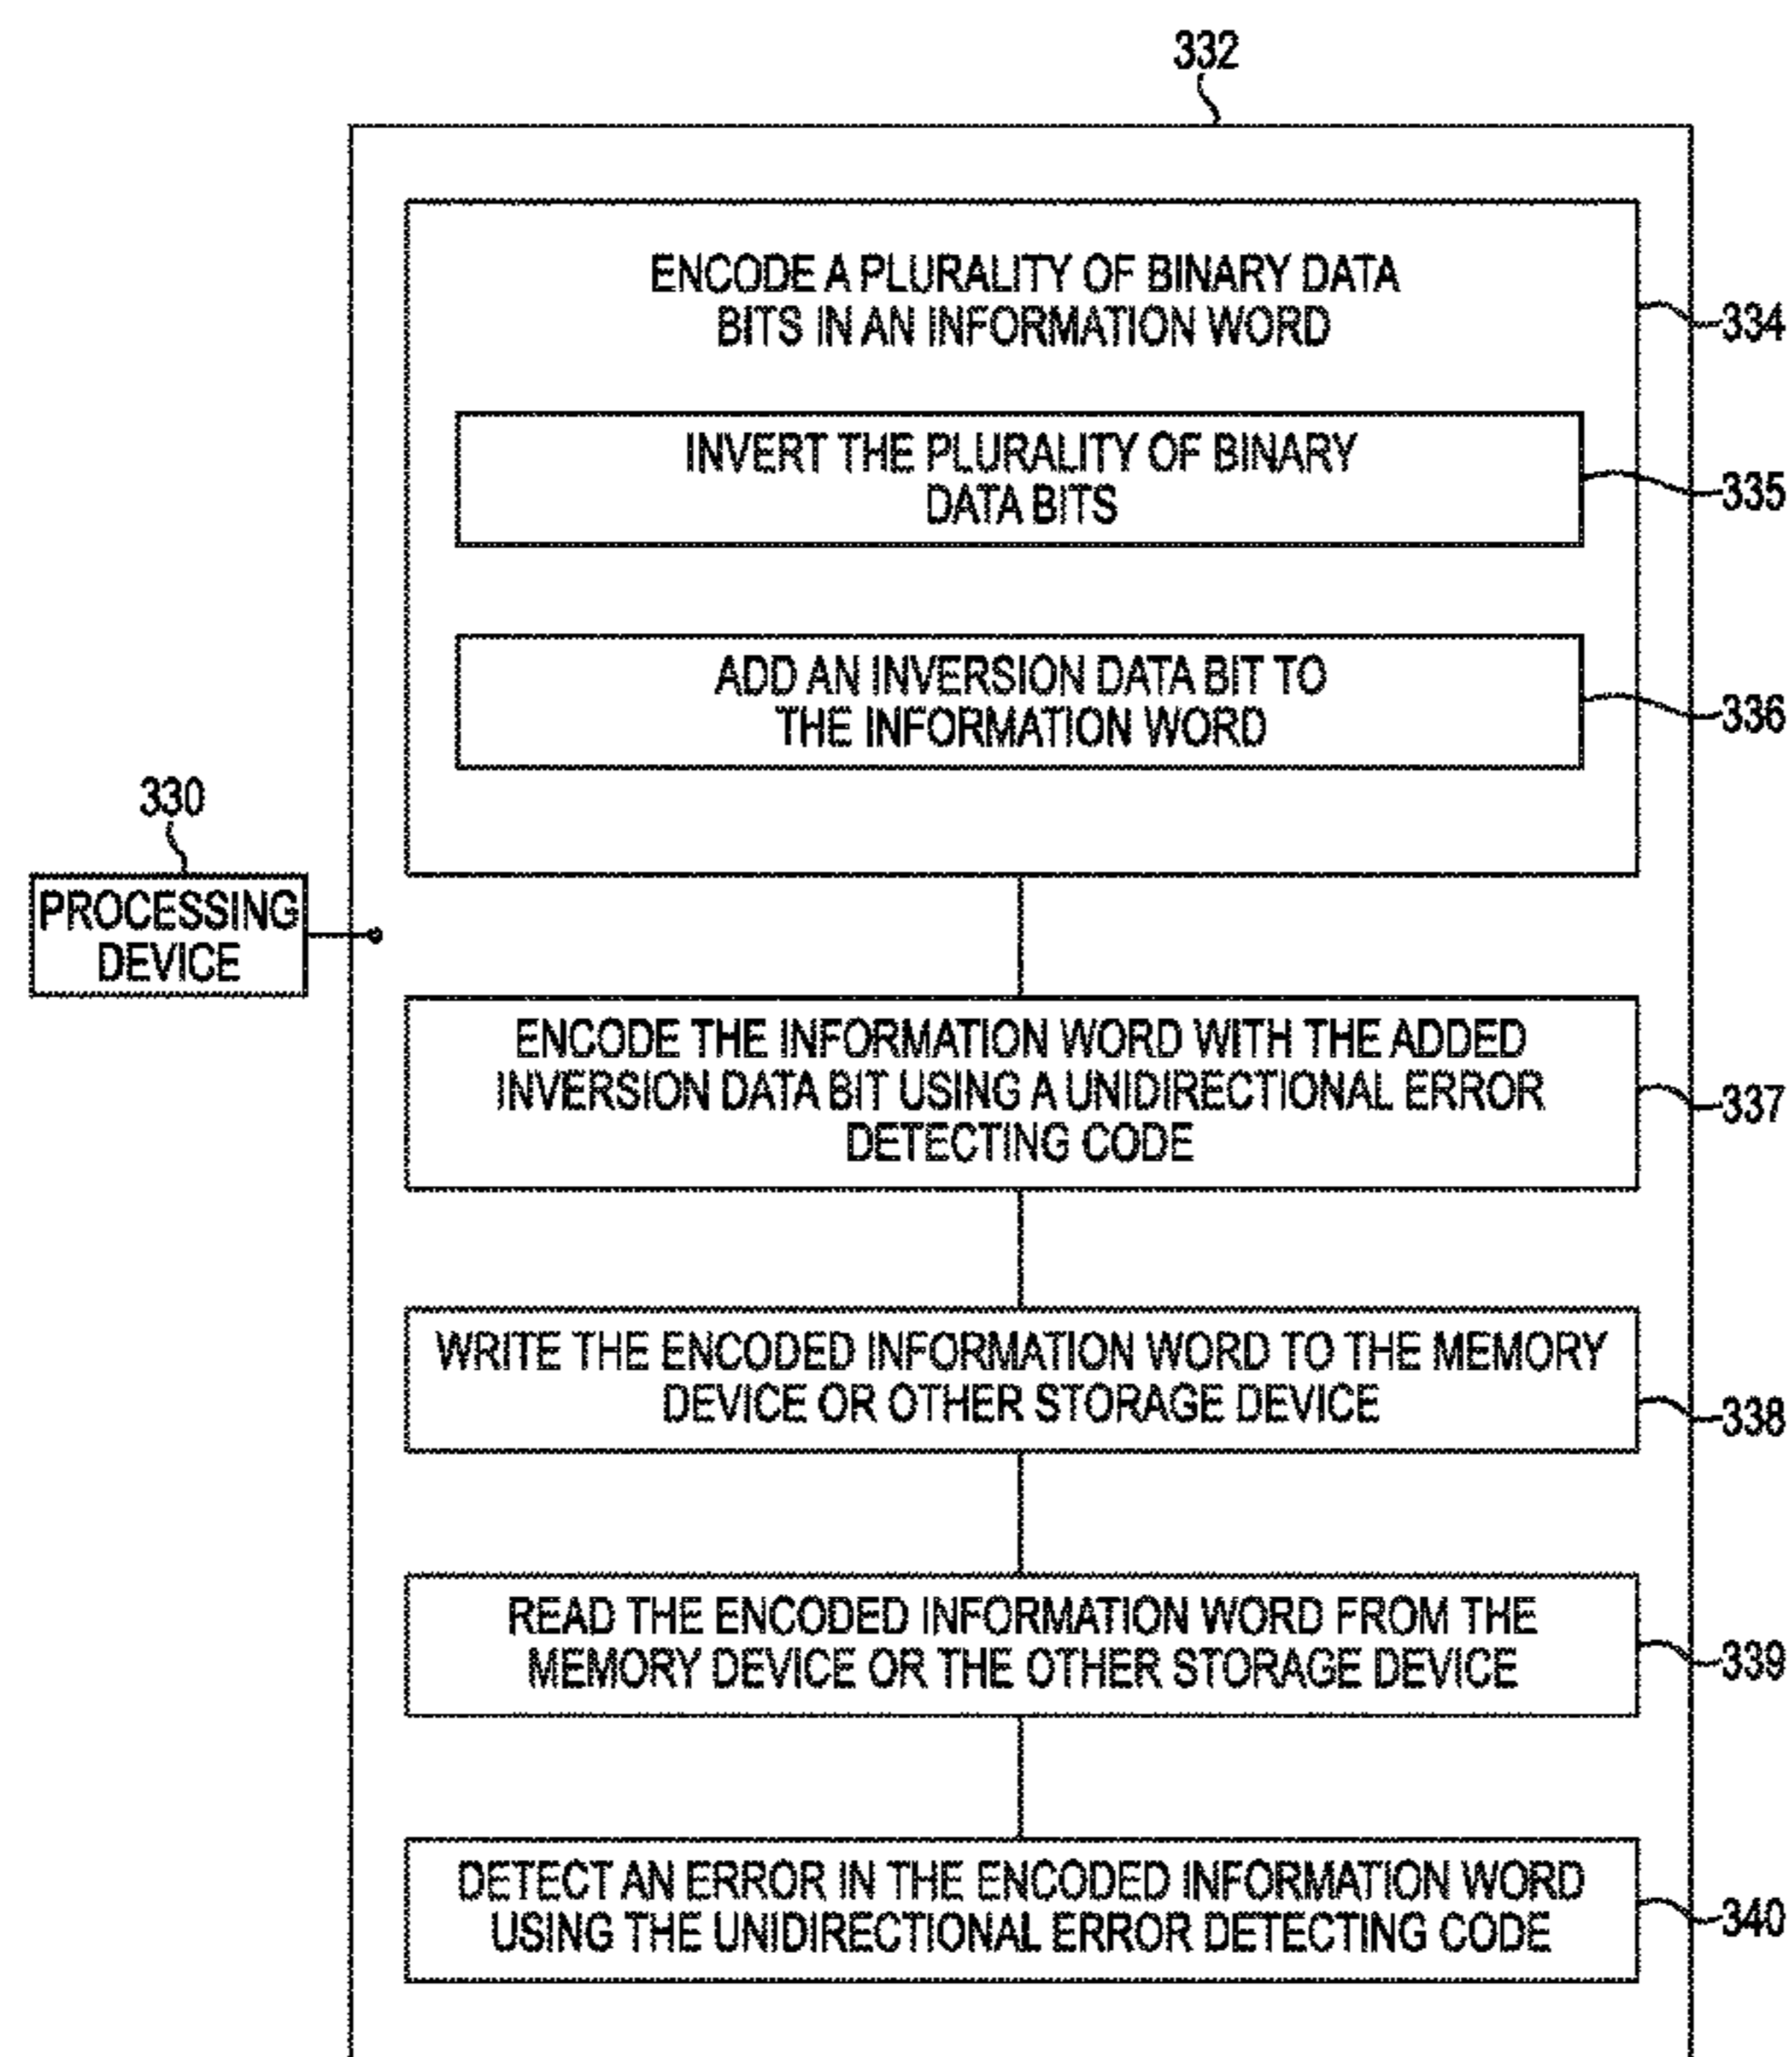 332
ENCODE A PLURALITY OF BINARY DATA
BITS IN AN INFORMATION WORD
334
INVERT THE PLURALITY OF BINARY
DATA BITS
335
ADD AN INVERSION DATA BIT TO
THE INFORMATION WORD
336
330
PROCESSING
DEVICE
ENCODE THE INFORMATION WORD WITH THE ADDED
INVERSION DATA BIT USING A UNIDIRECTIONAL ERROR
DETECTING CODE
337
WRITE THE ENCODED INFORMATION WORD TO THE MEMORY
DEVICE OR OTHER STORAGE DEVICE
338
READ THE ENCODED INFORMATION WORD FROM THE
MEMORY DEVICE OR THE OTHER STORAGE DEVICE
339
DETECT AN ERROR IN THE ENCODED INFORMATION WORD
USING THE UNIDIRECTIONAL ERROR DETECTING CODE
340